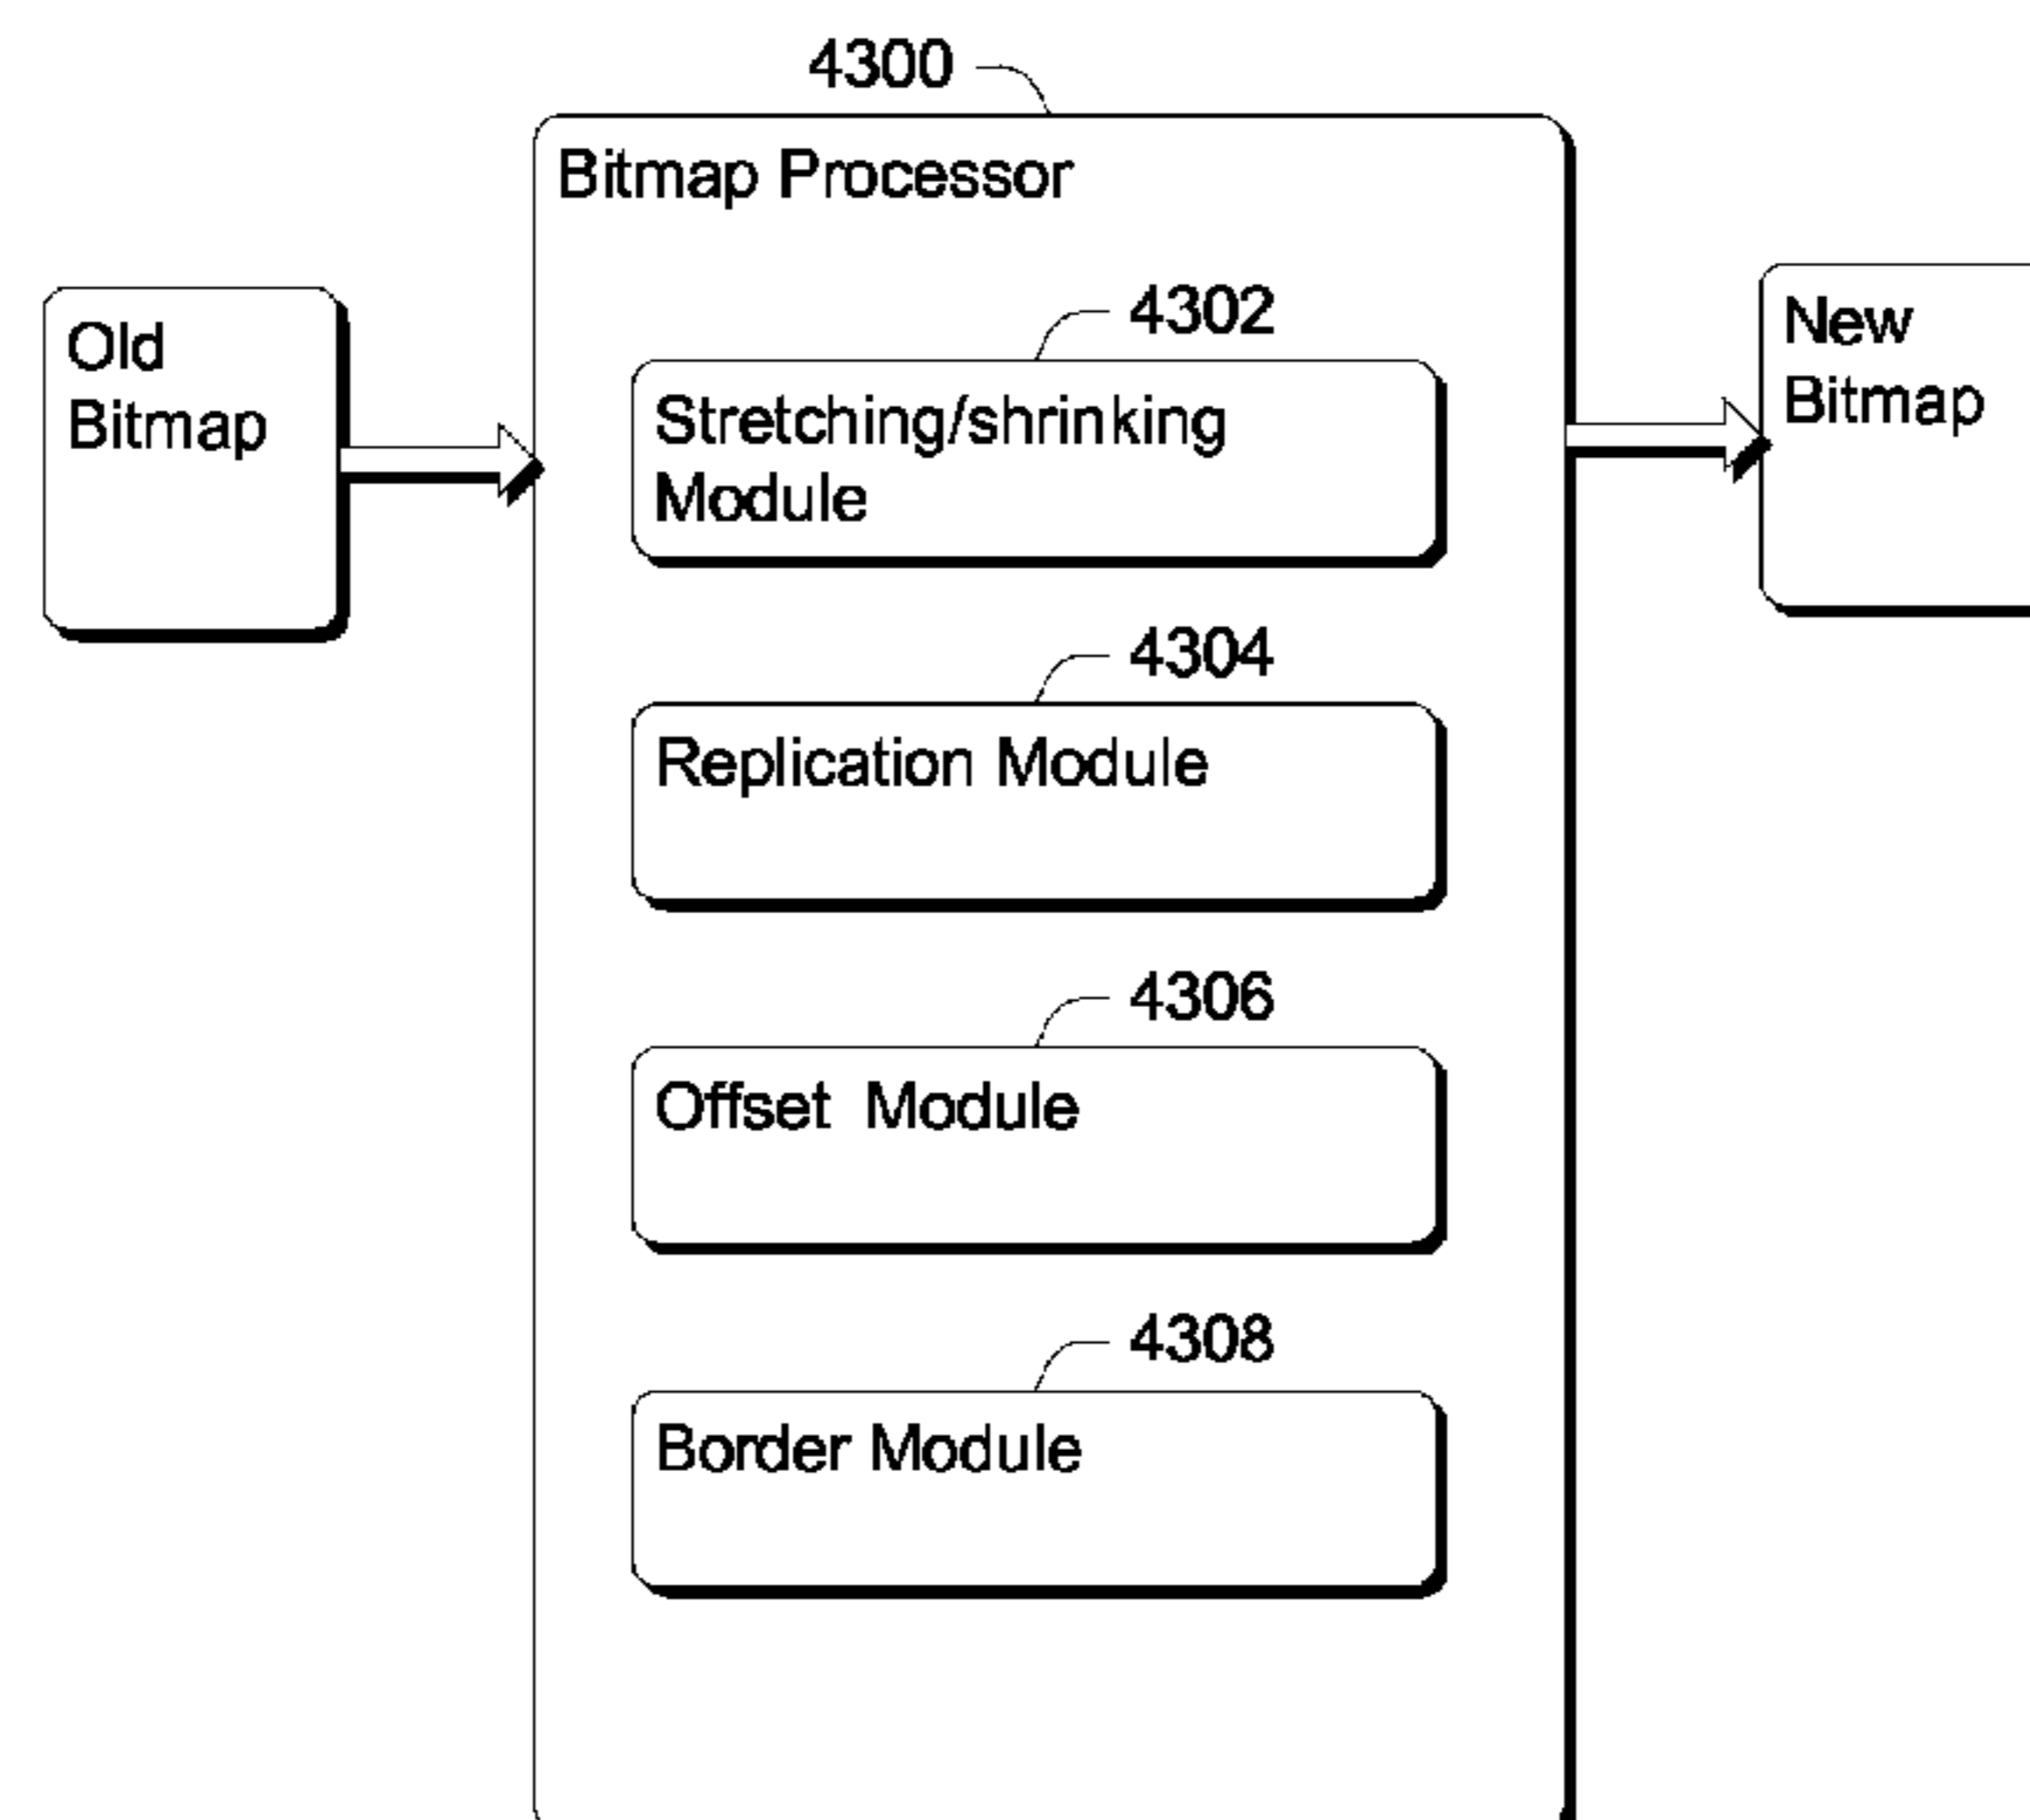 4300
Bitmap Processor
Old
Bitmap
4302
Stretching/shrinking
Module
4304
Replication Module
4306
Offset Module
4308
Border Module
New
Bitmap